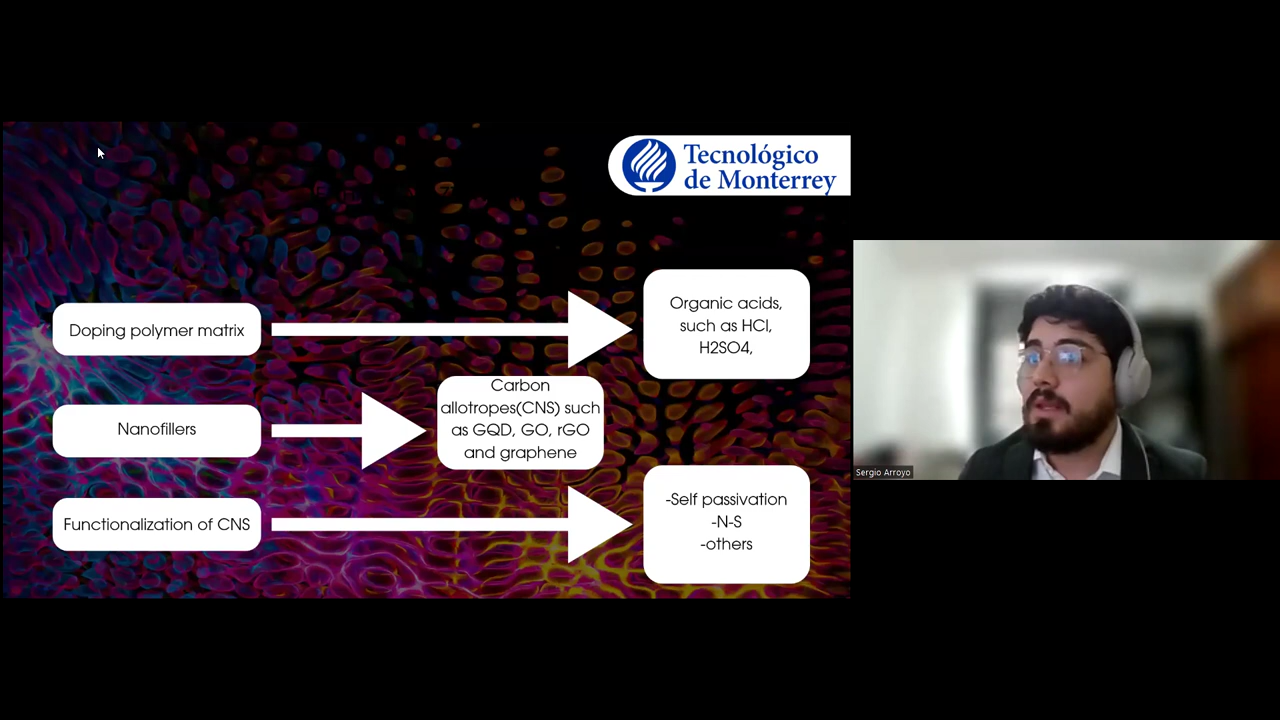 Tecnológico
de Monterrey
Doping polymer matrix
Organic acids,
such as HCl,
H2SO4,
Nanofillers
Carbon
allotropes(CNS) such
as GQD, GO, rGO
and graphene
Functionalization of CNS
-Self passivation
-N-S
-others
Sergio Arroyo